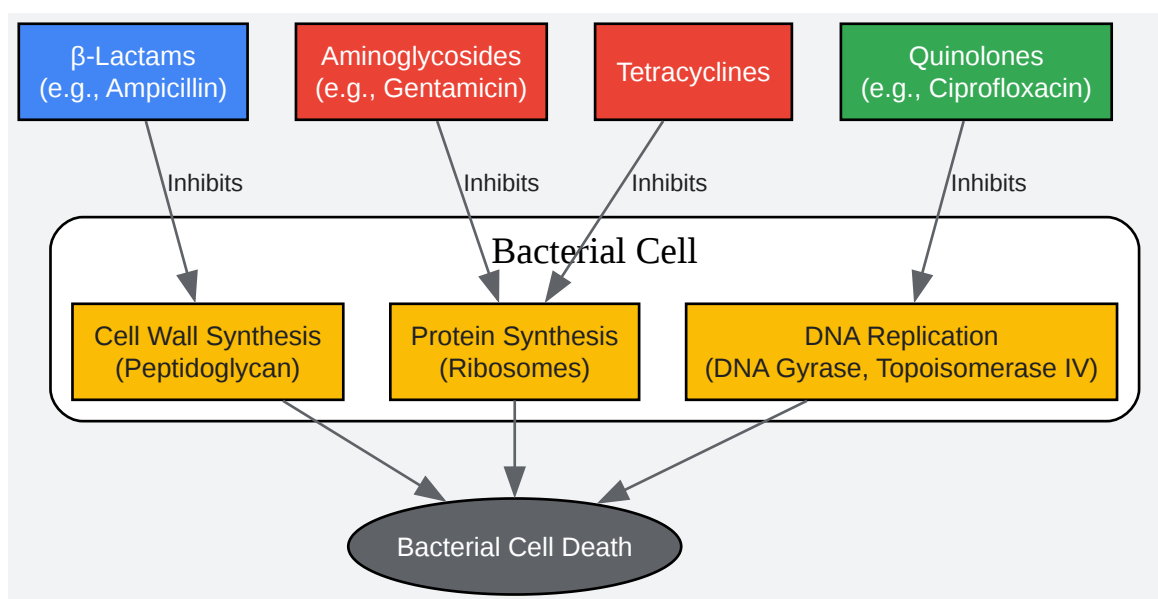 β-Lactams
(e.g., Ampicillin)
Aminoglycosides
(e.g., Gentamicin)
Tetracyclines
Quinolones
(e.g., Ciprofloxacin)
Inhibits
Inhibits
Inhibits
Inhibits
Bacterial Cell
Cell Wall Synthesis
(Peptidoglycan)
Protein Synthesis
(Ribosomes)
DNA Replication
(DNA Gyrase, Topoisomerase IV)
Bacterial Cell Death